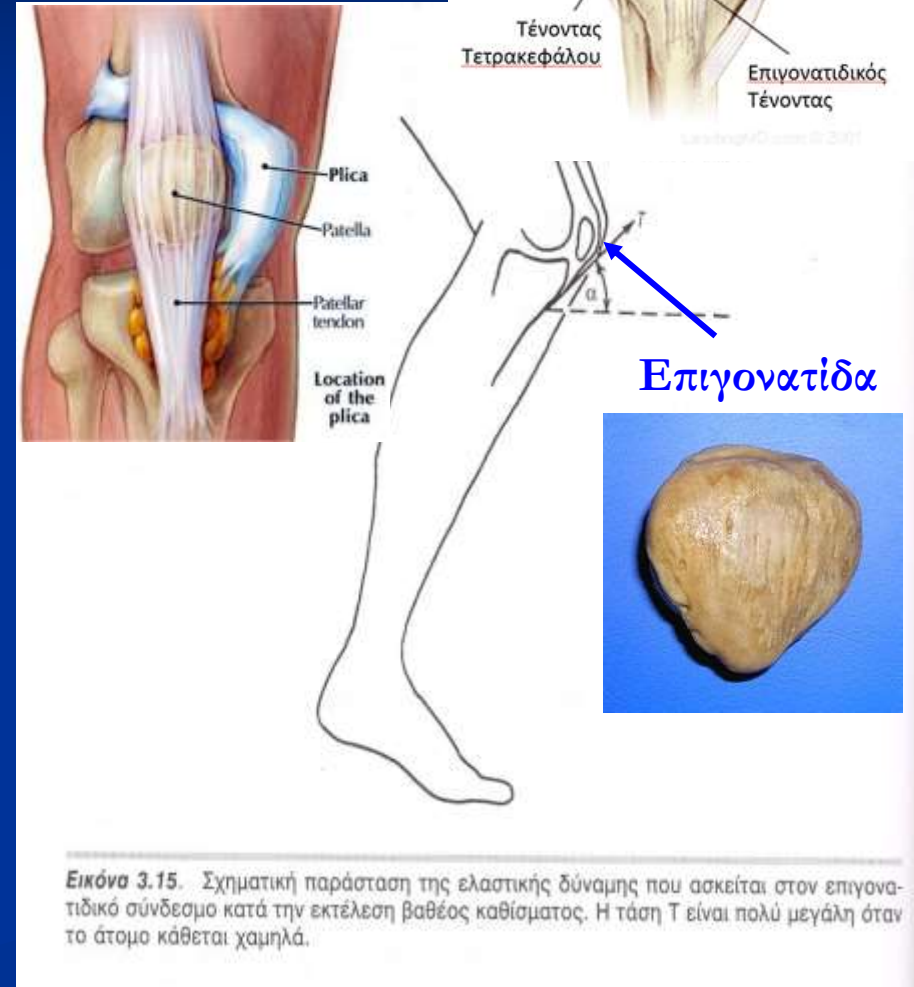 Τένοντας
Τετρακεφάλου
Επιγονατιδικός
Τένοντας
Plica
Patella
Patellar
tendon
Location
of the
plica
T
α
Επιγονατίδα
Εικόνα 3.15. Σχηματική παράσταση της ελαστικής δύναμης που ασκείται στον επιγονα-
τιδικό σύνδεσμο κατά την εκτέλεση βαθέος καθίσματος. Η τάση Τ είναι πολύ μεγάλη όταν
το άτομο κάθεται χαμηλά.